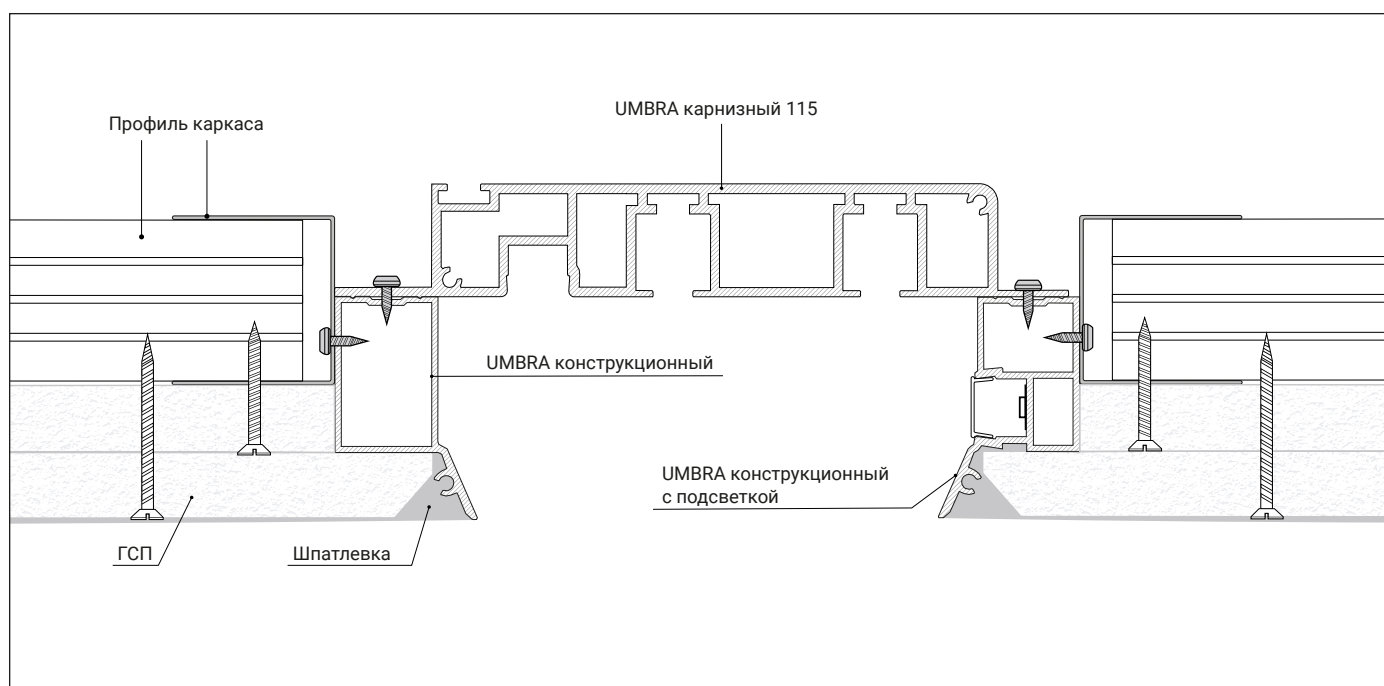 Профиль каркаса
UMBRA карнизный 115
UMBRA конструкционный
UMBRA конструкционный
с подсветкой
ГСП
Шпатлевка